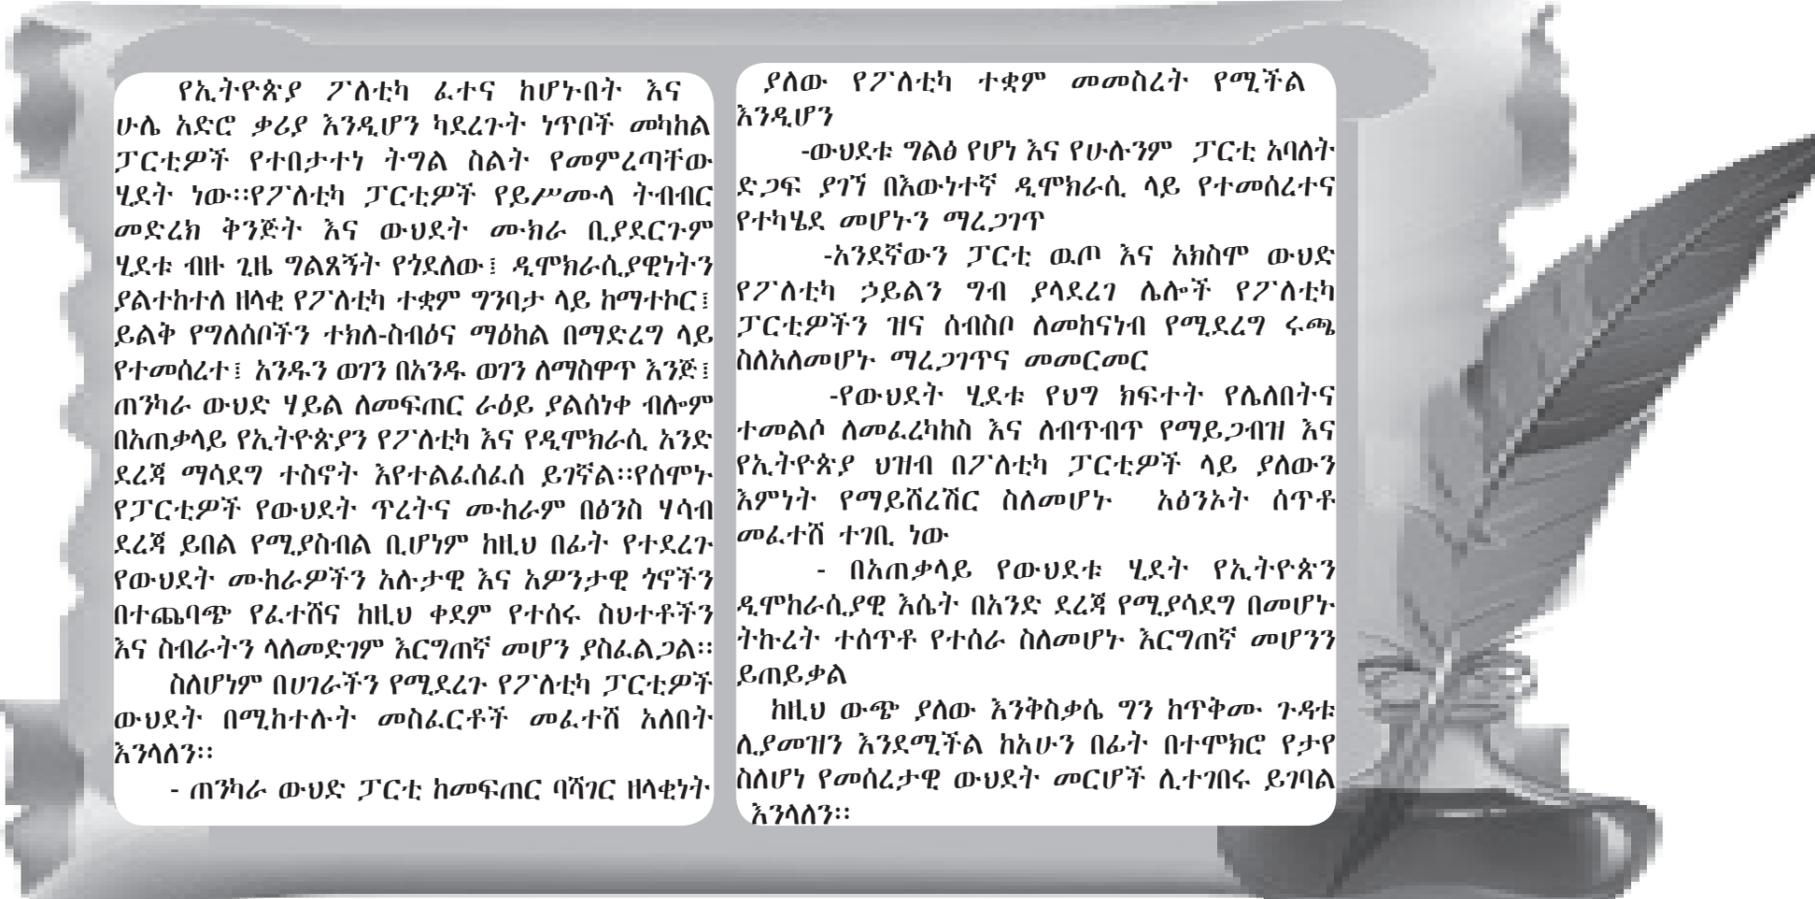 የኢትዮጵያ ፖለቲካ ፈተና ከሆኑበት እና
ሁሌ አድሮ ቃሪያ እንዲሆን ካደረጉት ነጥቦች መካከል
ፓርቲዎች የተበታተነ ትግል ስልት የመምረጣቸው
ሂደት ነው፡፡የፖለቲካ ፓርቲዎች የይሥሙላ ትብብር
መድረክ ቅንጅት እና ውህደት ሙክራ ቢያደርጉም
ሂደቱ ብዙ ጊዜ ግልጸኝት የጎደለው፤ ዲሞክራሲያዊነትን
ያልተከተለ ዘላቂ የፖለቲካ ተቋም ግንባታ ላይ ከማተኮር፤
ይልቅ የግለሰቦችን ተክለ-ስብዕና ማዕከል በማድረግ ላይ
የተመሰረተ፤ አንዱን ወገን በአንዱ ወገን ለማስዋጥ እንጅ፤
ጠንካራ ውህድ ሃይል ለመፍጠር ራዕይ ያልሰነቀ ብሎም
በአጠቃላይ የኢትዮጵያን የፖለቲካ እና የዲሞክራሲ አንድ
ደረጃ ማሳደግ ተስኖት እየተልፈሰፈሰ ይገኛል፡፡የሰሞኑ
የፓርቲዎች የውህደት ጥረትና ሙከራም በፅንስ ሃሳብ
ደረጃ ይበል የሚያስብል ቢሆንም ከዚህ በፊት የተደረጉ
የውህደት ሙከራዎችን አሉታዊ እና አዎንታዊ ጎኖችን
በተጨባጭ የፈተሸና ከዚህ ቀደም የተሰሩ ስህተቶችን
እና ስብራትን ላለመድገም እርግጠኛ መሆን ያስፈልጋል፡፡
ስለሆነም በሀገራችን የሚደረጉ የፖለቲካ ፓርቲዎች
ውህደት በሚከተሉት መስፈርቶች መፈተሽ አለበት
እንላለን፡፡
- ጠንካራ ውህድ ፓርቲ ከመፍጠር ባሻገር ዘላቂነት
ያለው የፖለቲካ ተቋም መመስረት የሚችል
እንዲሆን
-ውህደቱ ግልፅ የሆነ እና የሁሉንም ፓርቲ አባለት
ድጋፍ ያገኘ በእውነተኛ ዲሞክራሲ ላይ የተመሰረተና
የተካሄደ መሆኑን ማረጋገጥ
-አንደኛውን ፓርቲ ዉጦ እና አክስሞ ውህድ
የፖለቲካ ኃይልን ግብ ያላደረገ ሌሎች የፖለቲካ
ፓርቲዎችን ዝና ሰብስቦ ለመከናነብ የሚደረግ ሩጫ
ስለአለመሆኑ ማረጋገጥና መመርመር
-የውህደት ሂደቱ የህግ ክፍተት የሌለበትና
ተመልሶ ለመፈረካከስ እና ለብጥብጥ የማይጋብዝ እና
የኢትዮጵያ ህዝብ በፖለቲካ ፓርቲዎች ላይ ያለውን
እምነት የማይሸረሽር ስለመሆኑ አፅንኦት ሰጥቶ
መፈተሸ ተገቢ ነው
- በአጠቃላይ የውህደቱ ሂደት የኢትዮጵን
ዲሞከራሲያዊ እሴት በአንድ ደረጃ የሚያሳደግ በመሆኑ
ትኩረት ተሰጥቶ የተሰራ ስለመሆኑ እርግጠኛ መሆንን
ይጠይቃል
ከዚህ ውጭ ያለው እንቅስቃሴ ግን ከጥቅሙ ጉዳቱ
ሊያመዝን እንደሚችል ከአሁን በፊት በተሞክሮ የታየ
ስለሆነ የመሰረታዊ ውህደት መርሆች ሊተገበሩ ይገባል
እንላለን፡፡